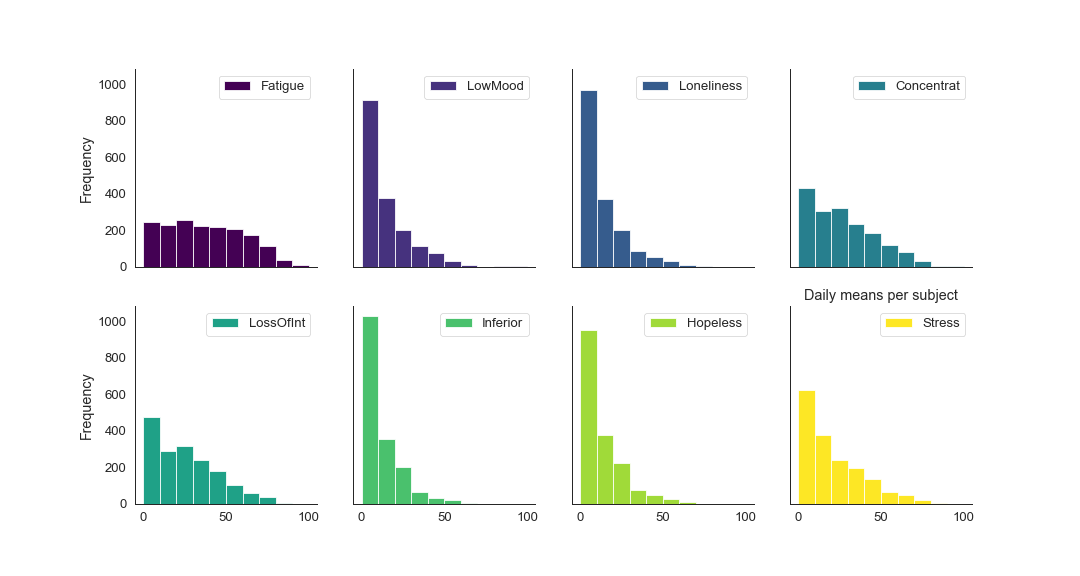 Fatigue
LowMood
Loneliness
Concentrat
1000
800
600
400
200
0
Frequency
Daily means per subject
LossOfInt
Inferior
Hopeless
Stress
1000
800
600
400
200
0
Frequency
0 50 100
0 50 100
0 50 100
0 50 100